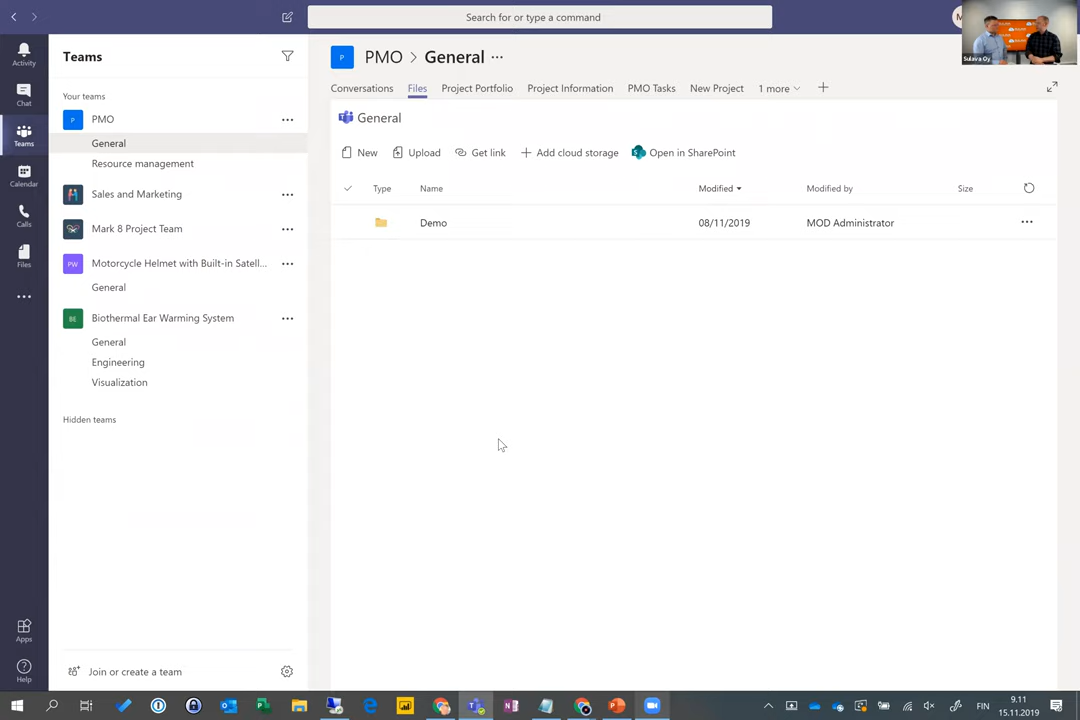 Search for or type a command
Sulava Oy
Activity
Chat
Teams
Calendar
Calls
Files
Apps
Help
Teams
Your teams
P PMO
General
Resource management
Sales and Marketing
Mark 8 Project Team
PW Motorcycle Helmet with Built-in Satell...
General
BE Biothermal Ear Warming System
General
Engineering
Visualization
Hidden teams
Join or create a team
P PMO > General ...
Conversations Files Project Portfolio Project Information PMO Tasks New Project 1 more
General
New Upload Get link Add cloud storage Open in SharePoint
Type Name Modified Modified by Size
Demo 08/11/2019 MOD Administrator
FIN
9.11
15.11.2019